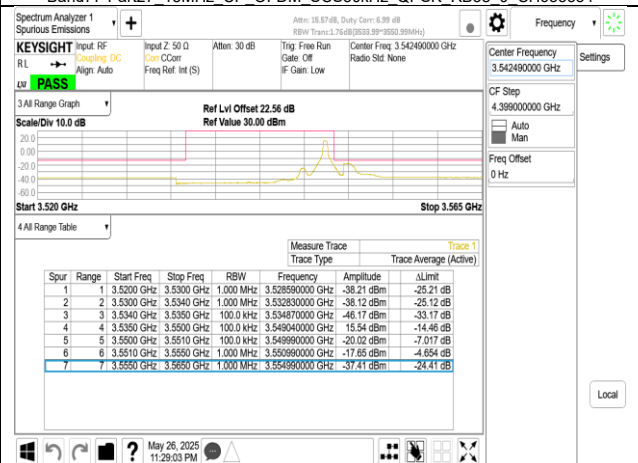 Spectrum Analyzer 1
Spurious Emissions
Attn: 15.57dB, Duty Corr: 6.99 dB
RBW Trans:1.76dB(3533.99~3550.99MHz)
Frequency
KEYSIGHT
Input: RF
Input Z: 50 Ω
Atten: 30 dB
Trig: Free Run
Center Freq: 3.542490000 GHz
RL
Coupling: DC
Corr CCorr
Gate: Off
Radio Std: None
Align: Auto
Freq Ref: Int (S)
IF Gain: Low
LXI
PASS
Center Frequency
3.542490000 GHz
Settings
CF Step
4.399000000 GHz
Auto
Man
Freq Offset
0 Hz
3 All Range Graph
Ref Lvl Offset 22.56 dB
Scale/Div 10.0 dB
Ref Value 30.00 dBm
20.0
0.00
-20.0
-40.0
-60.0
Start 3.520 GHz
Stop 3.565 GHz
4 All Range Table
Measure Trace Trace 1
Trace Type Trace Average (Active)
Spur Range Start Freq Stop Freq RBW Frequency Amplitude ΔLimit
1 1 3.5200 GHz 3.5300 GHz 1.000 MHz 3.528590000 GHz -38.21 dBm -25.21 dB
2 2 3.5300 GHz 3.5340 GHz 1.000 MHz 3.532830000 GHz -38.12 dBm -25.12 dB
3 3 3.5340 GHz 3.5350 GHz 100.0 kHz 3.534870000 GHz -46.17 dBm -33.17 dB
4 4 3.5350 GHz 3.5500 GHz 100.0 kHz 3.549040000 GHz 15.54 dBm -14.46 dB
5 5 3.5500 GHz 3.5510 GHz 100.0 kHz 3.549990000 GHz -20.02 dBm -7.017 dB
6 6 3.5510 GHz 3.5550 GHz 1.000 MHz 3.550990000 GHz -17.65 dBm -4.654 dB
7 7 3.5550 GHz 3.5650 GHz 1.000 MHz 3.554990000 GHz -37.41 dBm -24.41 dB
Local
May 26, 2025
11:29:03 PM